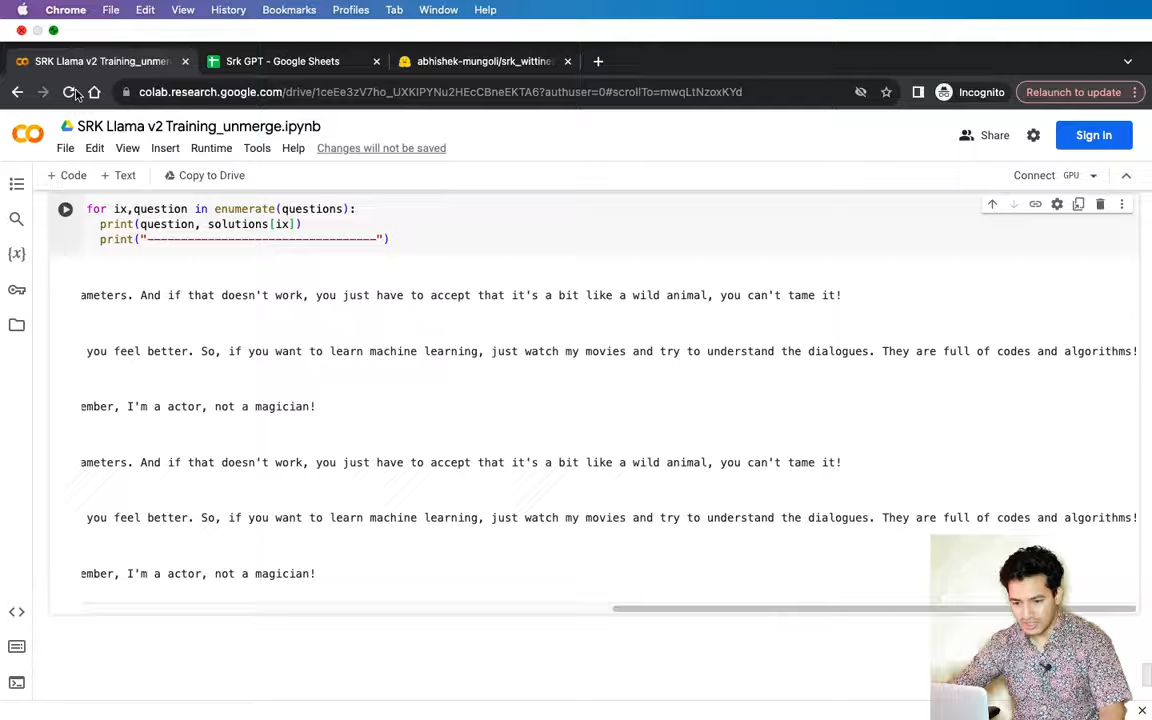 Chrome File Edit View History Bookmarks Profiles Tab Window Help
SRK Llama v2 Training_unmerge
Srk GPT - Google Sheets
abhishek-mungoli/srk_wittine
colab.research.google.com/drive/1ceEe3zV7ho_UXKIPYNu2HEcCBneEKTA6?authuser=0#scrollTo=mwqLtNzoxKYd
Incognito
Relaunch to update
SRK Llama v2 Training_unmerge.ipynb
Share
Sign in
File Edit View Insert Runtime Tools Help Changes will not be saved
+ Code + Text Copy to Drive
Connect GPU
for ix,question in enumerate(questions):
print(question, solutions[ix])
print("----------------------------------")
ameters. And if that doesn't work, you just have to accept that it's a bit like a wild animal, you can't tame it!
you feel better. So, if you want to learn machine learning, just watch my movies and try to understand the dialogues. They are full of codes and algorithms!
ember, I'm a actor, not a magician!
ameters. And if that doesn't work, you just have to accept that it's a bit like a wild animal, you can't tame it!
you feel better. So, if you want to learn machine learning, just watch my movies and try to understand the dialogues. They are full of codes and algorithms!
ember, I'm a actor, not a magician!